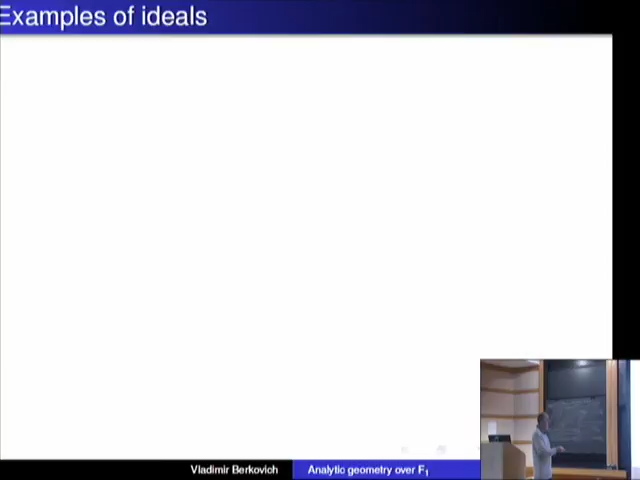 Examples of ideals
Vladimir Berkovich
Analytic geometry over F₁